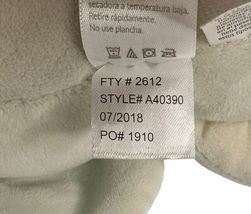 secadora a temperatura baja.
Retire rápidamente.
No use plancha.
FTY # 2612
STYLE# A40390
07/2018
PO# 1910